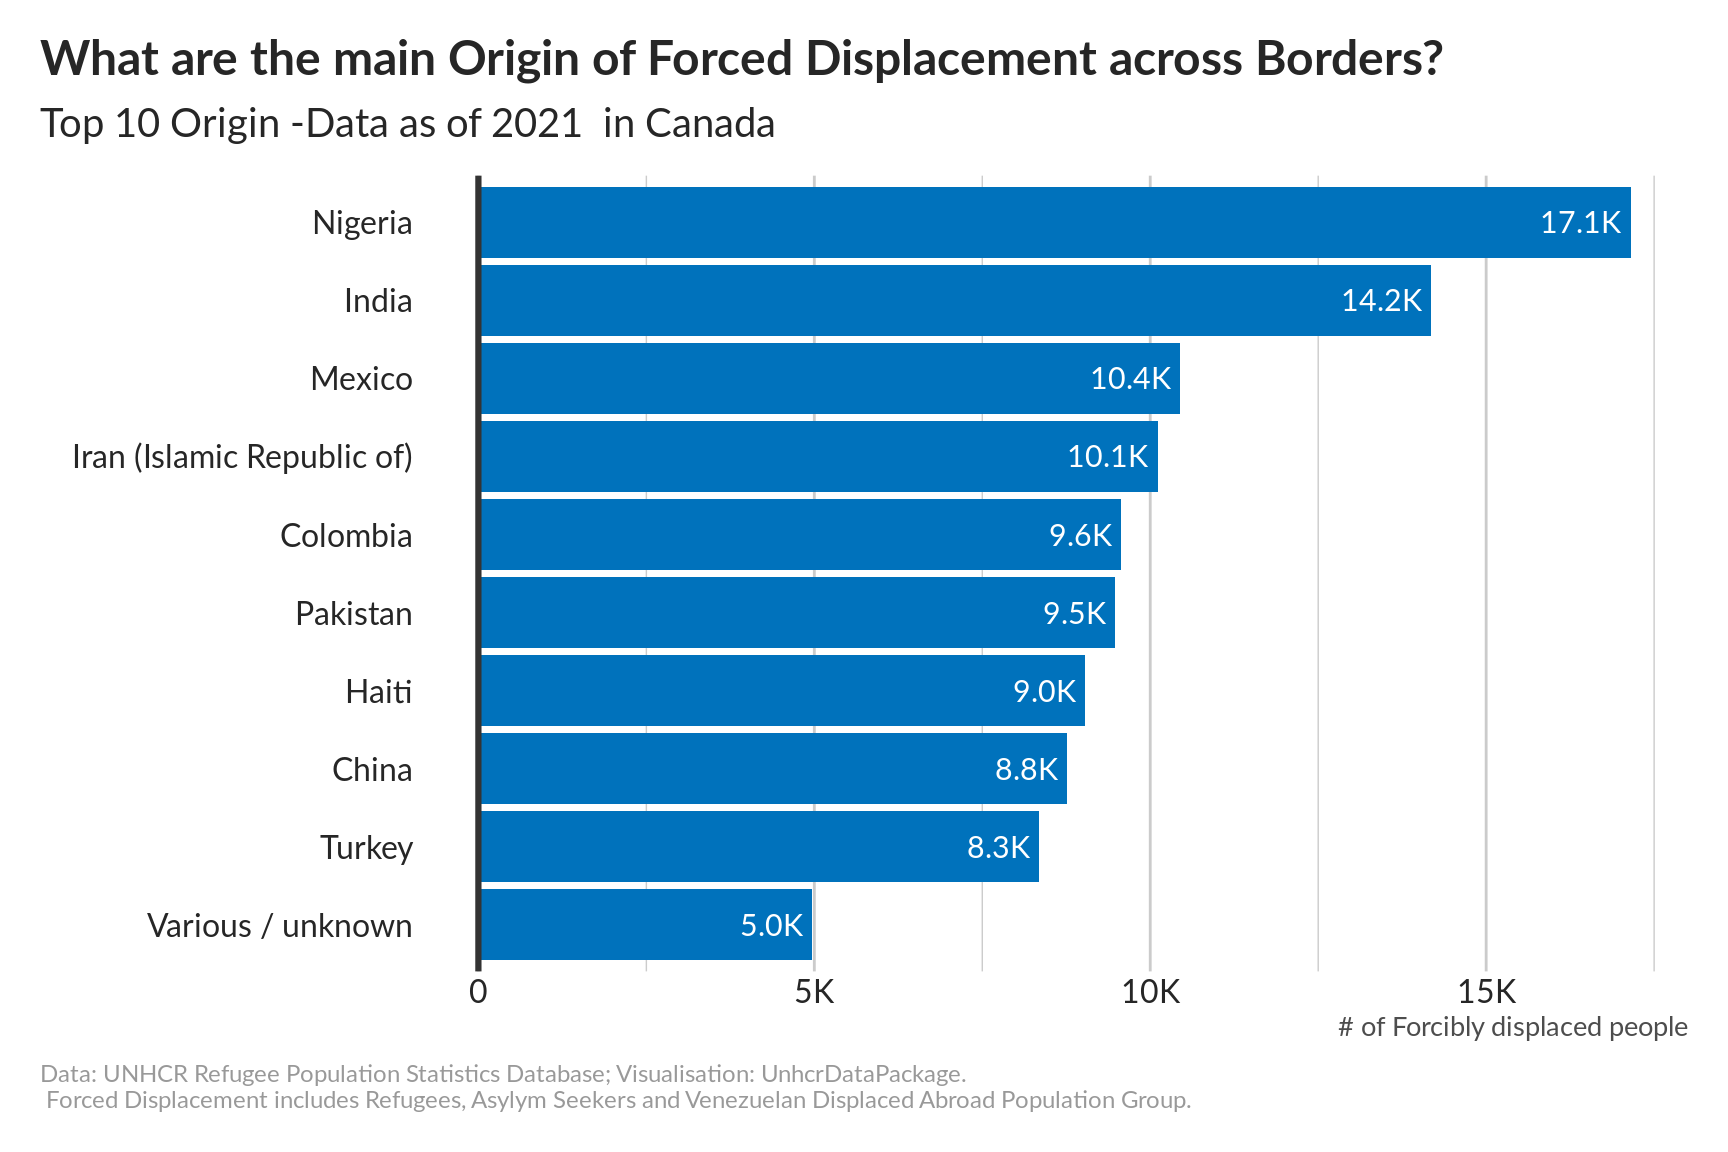 What are the main Origin of Forced Displacement across Borders?
Top 10 Origin -Data as of 2021  in Canada
Nigeria 17.1K
India 14.2K
Mexico 10.4K
Iran (Islamic Republic of) 10.1K
Colombia 9.6K
Pakistan 9.5K
Haiti 9.0K
China 8.8K
Turkey 8.3K
Various / unknown 5.0K
0 5K 10K 15K
# of Forcibly displaced people
Data: UNHCR Refugee Population Statistics Database; Visualisation: UnhcrDataPackage.
Forced Displacement includes Refugees, Asylym Seekers and Venezuelan Displaced Abroad Population Group.